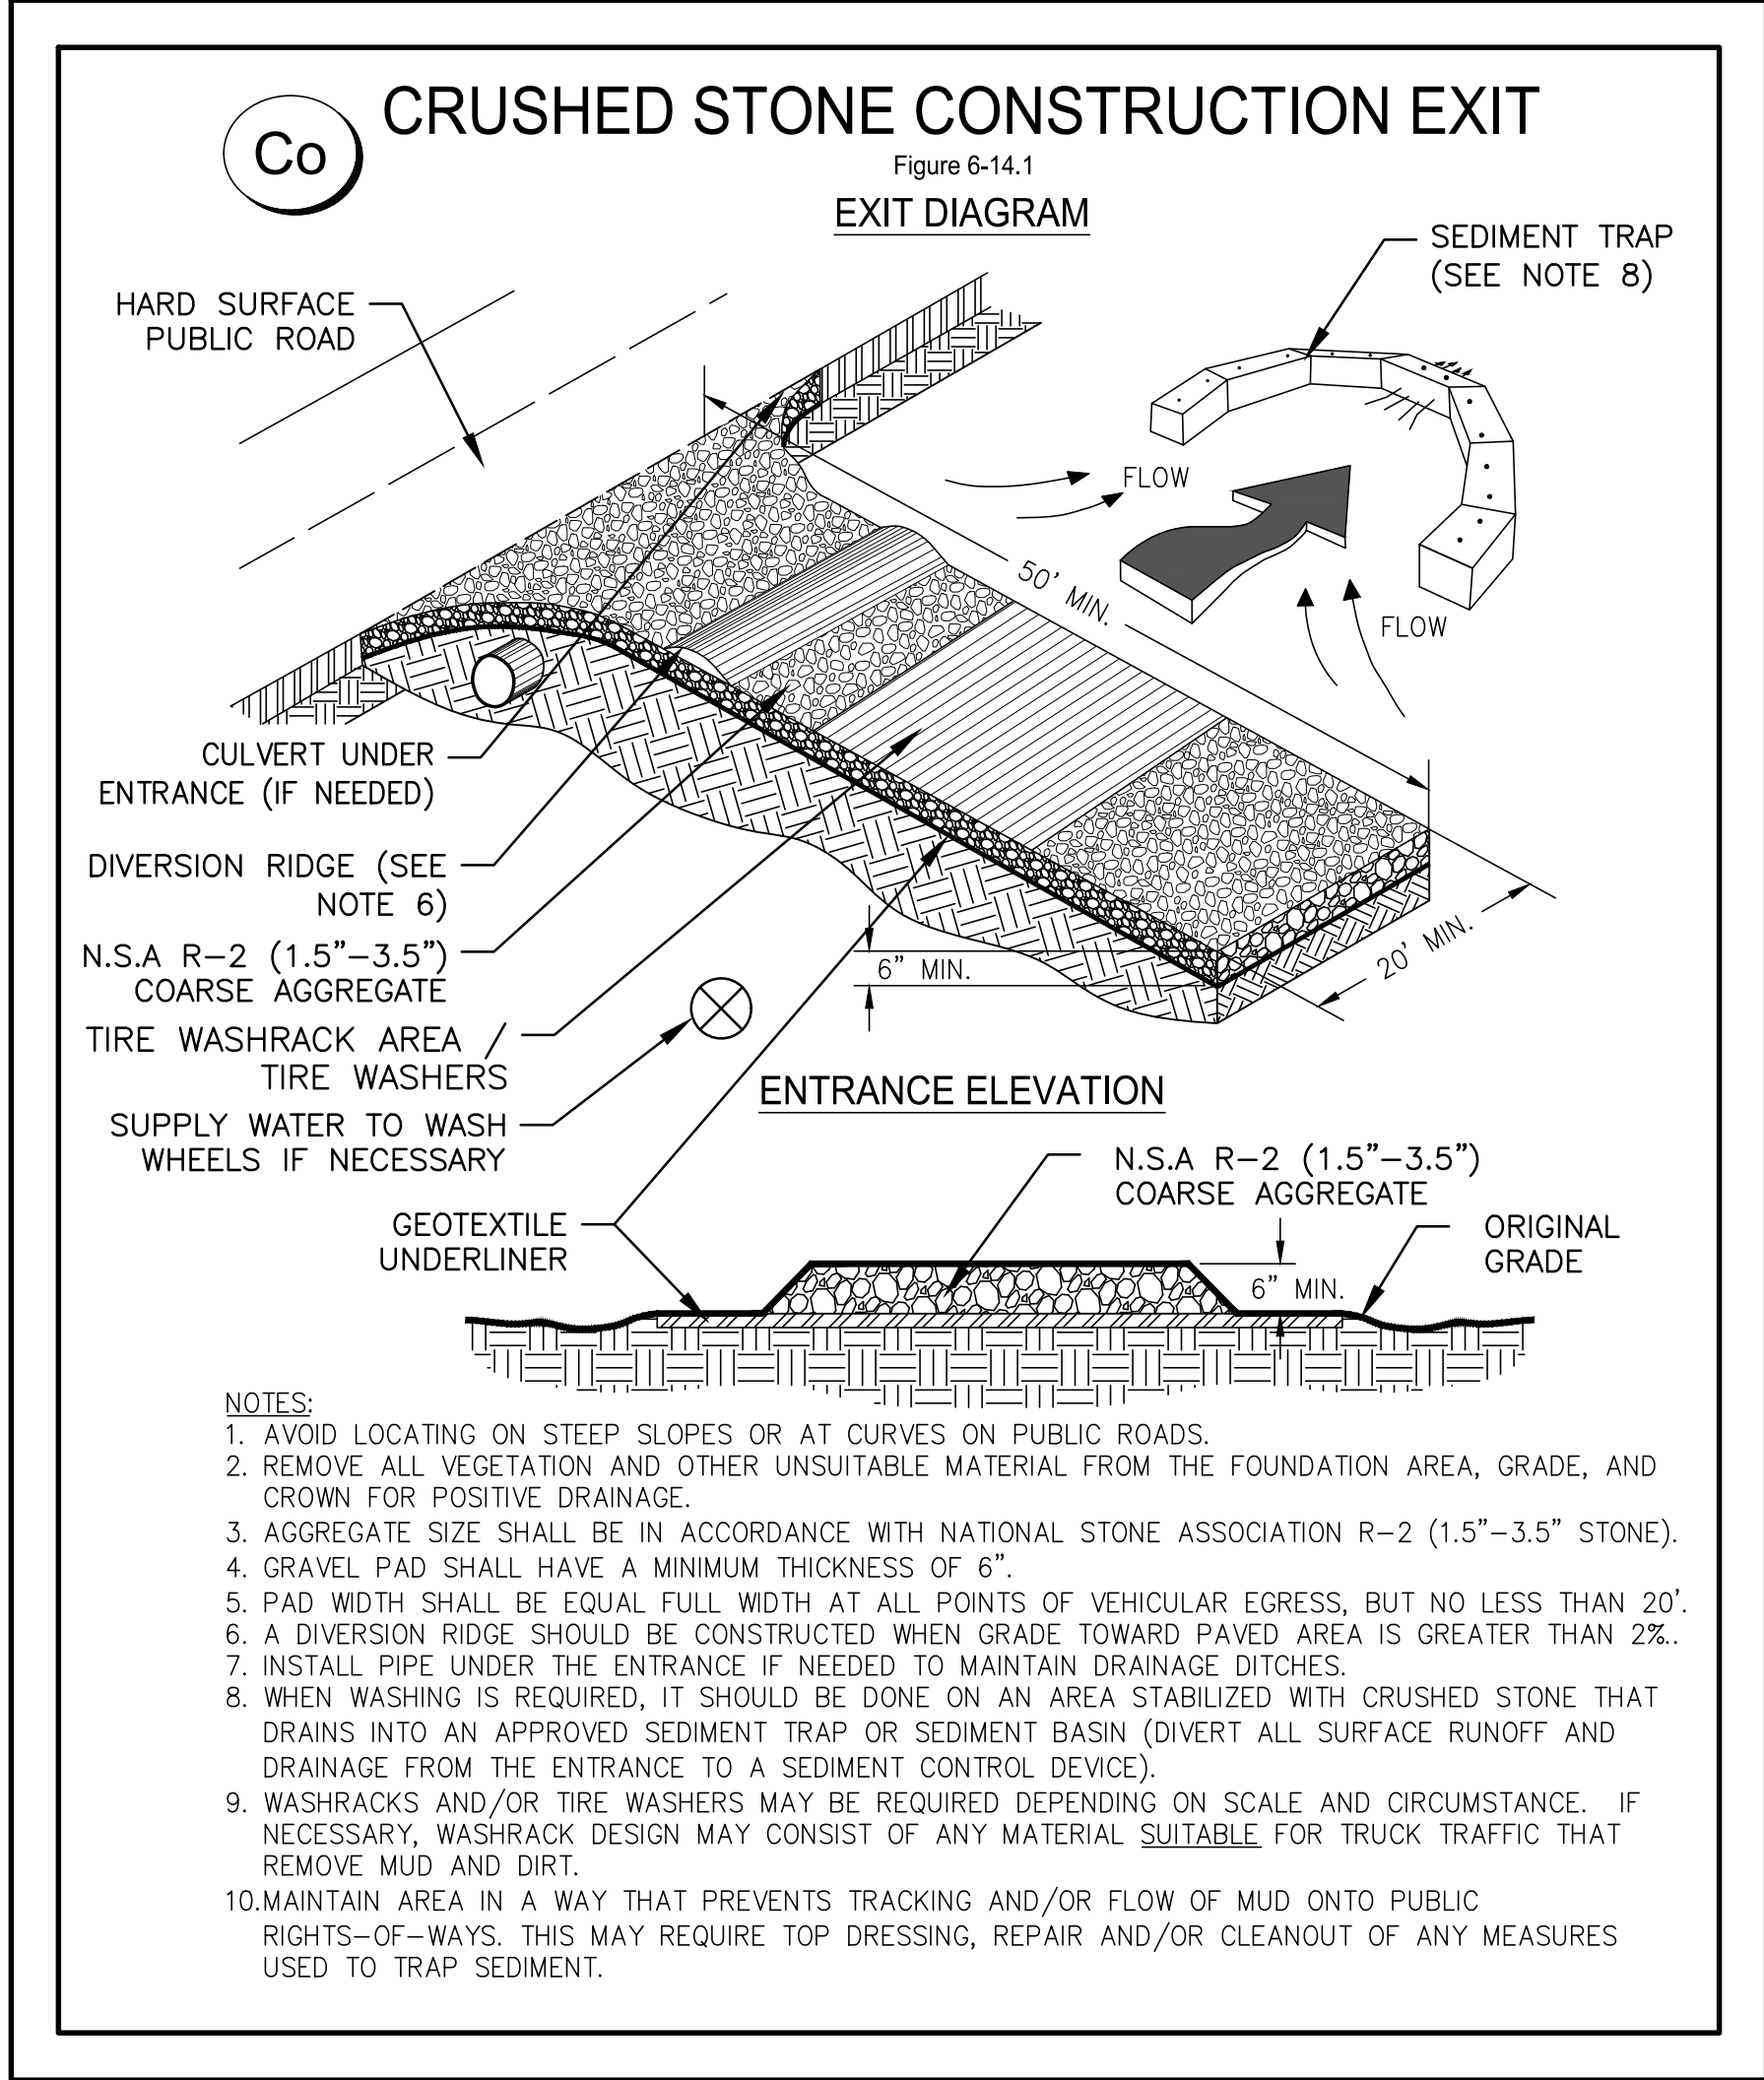 Co
CRUSHED STONE CONSTRUCTION EXIT
Figure 6-14.1
EXIT DIAGRAM
SEDIMENT TRAP
(SEE NOTE 8)
HARD SURFACE
PUBLIC ROAD
FLOW
50' MIN.
FLOW
CULVERT UNDER
ENTRANCE (IF NEEDED)
DIVERSION RIDGE (SEE
NOTE 6)
N.S.A R-2 (1.5"-3.5")
COARSE AGGREGATE
6" MIN.
20' MIN.
TIRE WASHRACK AREA /
TIRE WASHERS
SUPPLY WATER TO WASH
WHEELS IF NECESSARY
ENTRANCE ELEVATION
N.S.A R-2 (1.5"-3.5")
COARSE AGGREGATE
GEOTEXTILE
UNDERLINER
ORIGINAL
GRADE
6" MIN.
NOTES:
1. AVOID LOCATING ON STEEP SLOPES OR AT CURVES ON PUBLIC ROADS.
2. REMOVE ALL VEGETATION AND OTHER UNSUITABLE MATERIAL FROM THE FOUNDATION AREA, GRADE, AND
CROWN FOR POSITIVE DRAINAGE.
3. AGGREGATE SIZE SHALL BE IN ACCORDANCE WITH NATIONAL STONE ASSOCIATION R-2 (1.5"-3.5" STONE).
4. GRAVEL PAD SHALL HAVE A MINIMUM THICKNESS OF 6".
5. PAD WIDTH SHALL BE EQUAL FULL WIDTH AT ALL POINTS OF VEHICULAR EGRESS, BUT NO LESS THAN 20'.
6. A DIVERSION RIDGE SHOULD BE CONSTRUCTED WHEN GRADE TOWARD PAVED AREA IS GREATER THAN 2%..
7. INSTALL PIPE UNDER THE ENTRANCE IF NEEDED TO MAINTAIN DRAINAGE DITCHES.
8. WHEN WASHING IS REQUIRED, IT SHOULD BE DONE ON AN AREA STABILIZED WITH CRUSHED STONE THAT
DRAINS INTO AN APPROVED SEDIMENT TRAP OR SEDIMENT BASIN (DIVERT ALL SURFACE RUNOFF AND
DRAINAGE FROM THE ENTRANCE TO A SEDIMENT CONTROL DEVICE).
9. WASHRACKS AND/OR TIRE WASHERS MAY BE REQUIRED DEPENDING ON SCALE AND CIRCUMSTANCE. IF
NECESSARY, WASHRACK DESIGN MAY CONSIST OF ANY MATERIAL SUITABLE FOR TRUCK TRAFFIC THAT
REMOVE MUD AND DIRT.
10.MAINTAIN AREA IN A WAY THAT PREVENTS TRACKING AND/OR FLOW OF MUD ONTO PUBLIC
RIGHTS-OF-WAYS. THIS MAY REQUIRE TOP DRESSING, REPAIR AND/OR CLEANOUT OF ANY MEASURES
USED TO TRAP SEDIMENT.